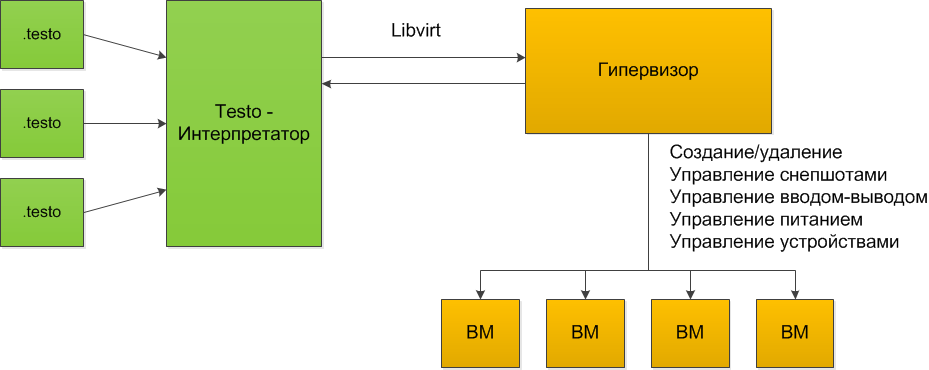 .testo
.testo
.testo
Testo -
Интерпретатор
Libvirt
Гипервизор
Создание/удаление
Управление снепшотами
Управление вводом-выводом
Управление питанием
Управление устройствами
ВМ
ВМ
ВМ
ВМ